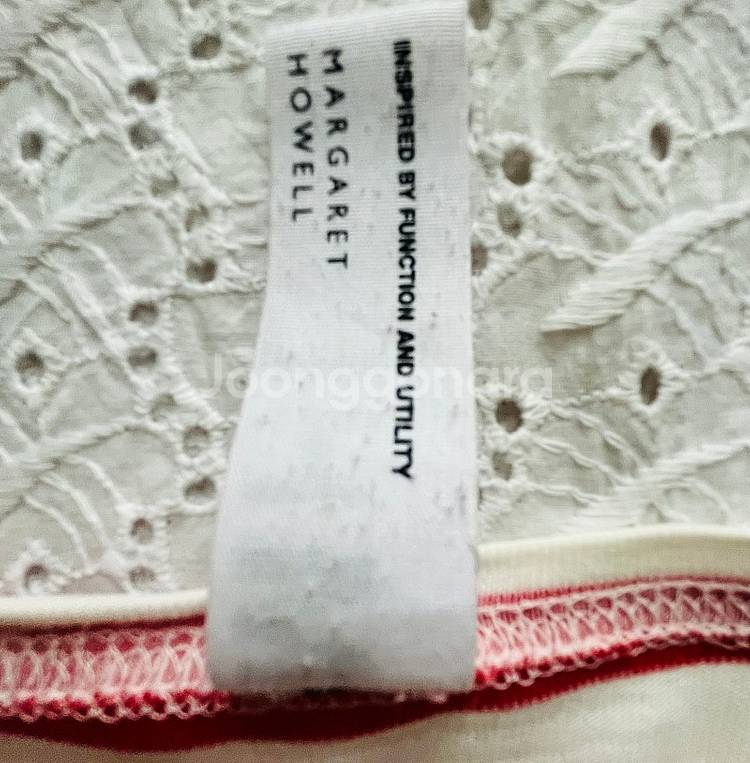 INSPIRED BY FUNCTION AND UTILITY
MARGARET
HOWELL
Joonggonara